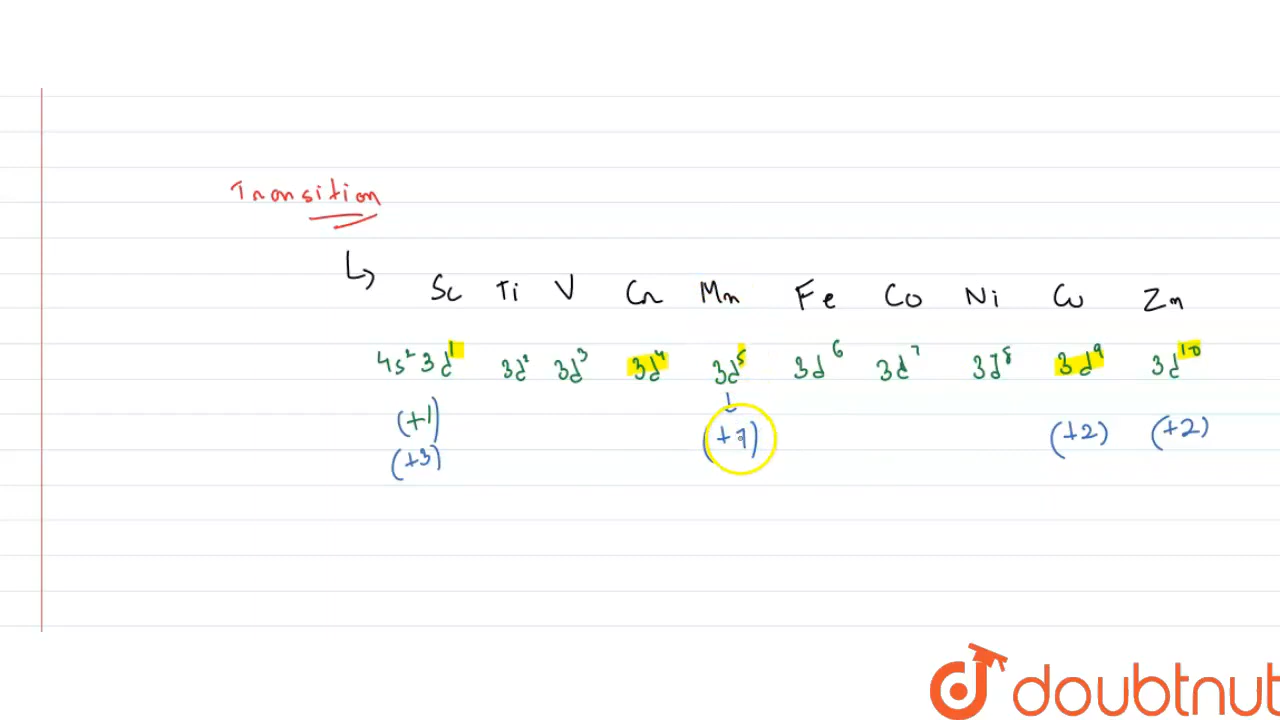 Transition
↳ Sc Ti V Cr Mn Fe Co Ni Cu Zn
4s² 3d¹ 3d² 3d³ 3d⁴ 3d⁵ 3d⁶ 3d⁷ 3d⁸ 3d⁹ 3d¹⁰
(+1) (+7) (+2) (+2)
(+3)
doubtnut